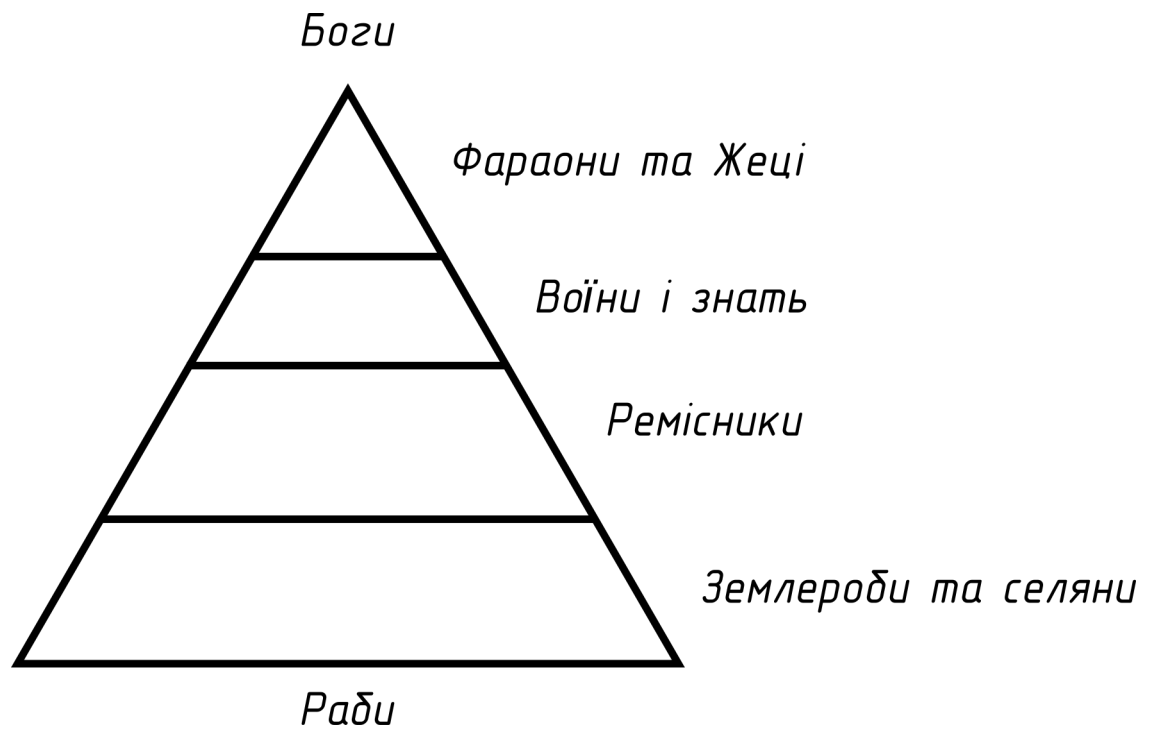 Боги
Фараони та Жеці
Воїни і знать
Ремісники
Землероби та селяни
Раби